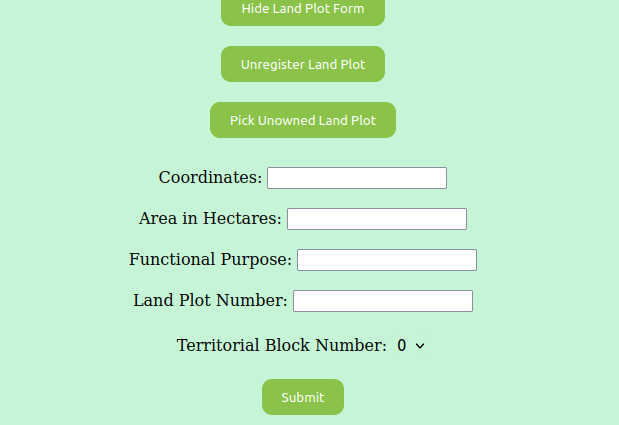 Hide Land Plot Form
Unregister Land Plot
Pick Unowned Land Plot
Coordinates:
Area in Hectares:
Functional Purpose:
Land Plot Number:
Territorial Block Number: 0
Submit